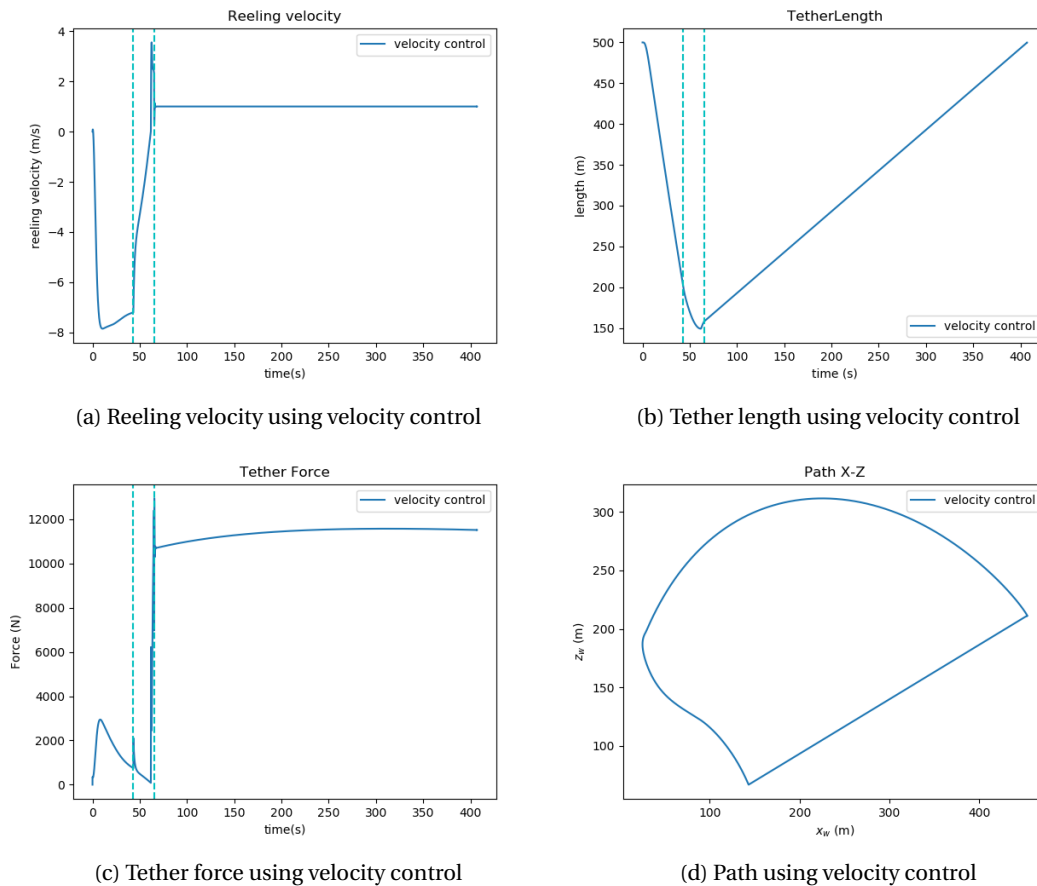 Reeling velocity
4
2
0
−2
−4
−6
−8
reeling velocity (m/s)
velocity control
0 50 100 150 200 250 300 350 400
time(s)
(a) Reeling velocity using velocity control
TetherLength
500
450
400
350
300
250
200
150
length (m)
velocity control
0 50 100 150 200 250 300 350 400
time (s)
(b) Tether length using velocity control
Tether Force
12000
10000
8000
6000
4000
2000
0
Force (N)
velocity control
0 50 100 150 200 250 300 350 400
time(s)
(c) Tether force using velocity control
Path X-Z
300
250
200
150
100
z_w (m)
velocity control
100 200 300 400
x_w (m)
(d) Path using velocity control